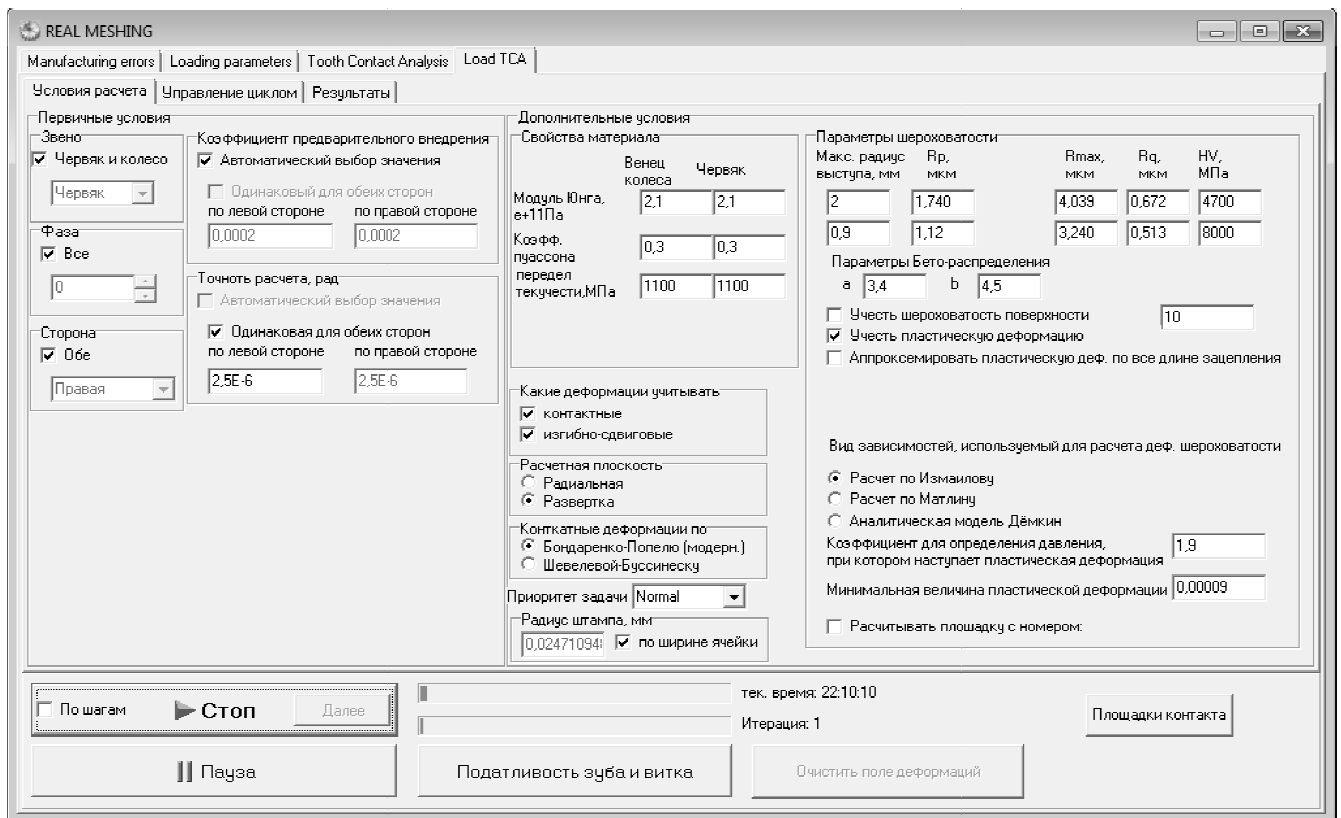 REAL MESHING
Manufacturing errors Loading parameters Tooth Contact Analysis Load TCA
Условия расчета Управление циклом Результаты
Первичные условия
Звено
Червяк и колесо
Червяк
Фаза
Все
0
Сторона
Обе
Правая
Коэффициент предварительного внедрения
Автоматический выбор значения
Одинаковый для обеих сторон
по левой стороне по правой стороне
0,0002 0,0002
Точноть расчета, рад
Автоматический выбор значения
Одинаковая для обеих сторон
по левой стороне по правой стороне
2,5E-6 2,5E-6
Дополнительные условия
Свойства материала
Венец
колеса
Червяк
Модуль Юнга,
е+11Па
2,1 2,1
Коэфф.
пуассона
0,3 0,3
передел
текучести,МПа
1100 1100
Какие деформации учитывать
контактные
изгибно-сдвиговые
Расчетная плоскость
Радиальная
Развертка
Конткатные деформации по
Бондаренко-Попелю (модерн.)
Шевелевой-Буссинеску
Приоритет задачи Normal
Радиус штампа, мм
0,0247109 по ширине ячейки
Параметры шероховатости
Макс. радиус
выступа, мм
Rp,
мкм
Rmax,
мкм
Rq,
мкм
HV,
МПа
2 1,740 4,039 0,672 4700
0,9 1,12 3,240 0,513 8000
Параметры Бето-распределения
a 3,4 b 4,5
Учесть шероховатость поверхности 10
Учесть пластическую деформацию
Аппроксемировать пластическую деф. по все длине зацепления
Вид зависимостей, используемый для расчета деф. шероховатости
Расчет по Измаилову
Расчет по Матлину
Аналитическая модель Дёмкин
Коэффициент для определения давления,
при котором наступает пластическая деформация 1,9
Минимальная величина пластической деформации 0,00009
Расчитывать плошадку с номером:
По шагам Стоп Далее
тек. время: 22:10:10
Итерация: 1
Площадки контакта
Пауза Податливость зуба и витка Очистить поле деформаций